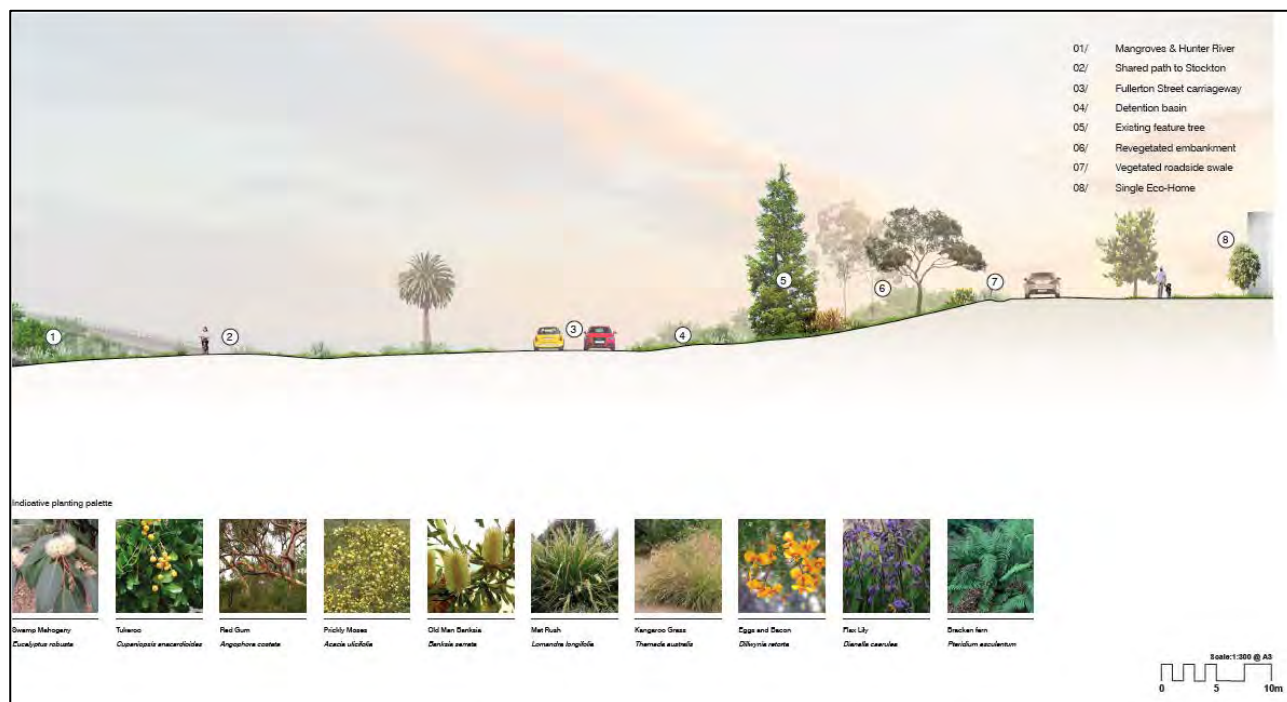 01/ Mangroves & Hunter River
02/ Shared path to Stockton
03/ Fullerton Street carriageway
04/ Detention basin
05/ Existing feature tree
06/ Revegetated embankment
07/ Vegetated roadside swale
08/ Single Eco-Home
1
2
3
4
5
6
7
8
Indicative planting palette
Swamp Mahogany
Eucalyptus robusta
Tukeroo
Cupaniopsis anacardioides
Red Gum
Angophora costata
Prickly Moses
Acacia ulicifolia
Old Man Banksia
Banksia serrata
Mat Rush
Lomandra longifolia
Kangaroo Grass
Themeda australis
Eggs and Bacon
Dillwynia retorta
Flax Lily
Dianella caerulea
Bracken fern
Pteridium esculentum
Scale:1:300 @ A3
0 5 10m